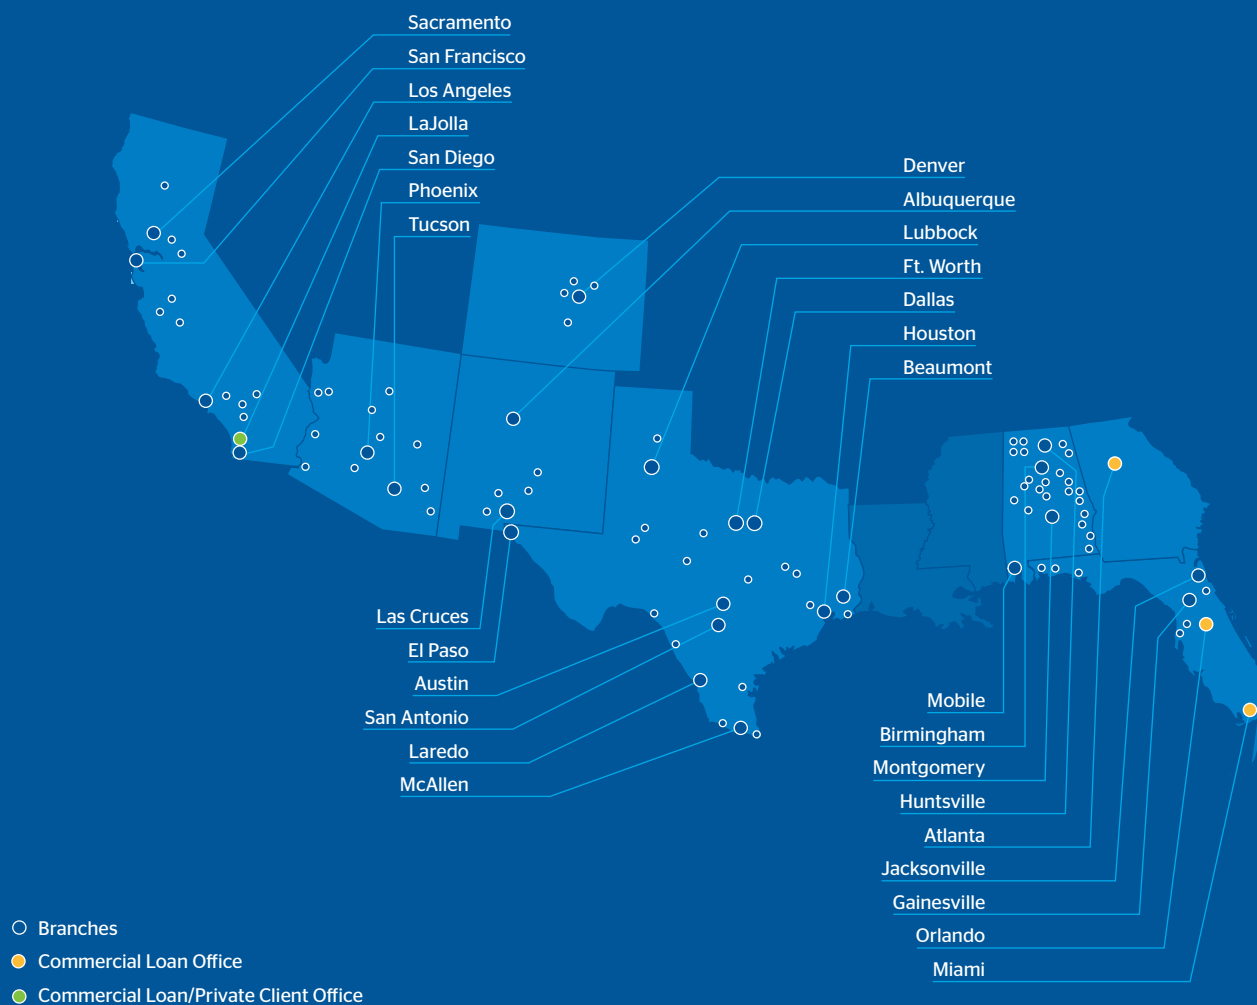 Sacramento
San Francisco
Los Angeles
LaJolla
San Diego
Phoenix
Tucson
Denver
Albuquerque
Lubbock
Ft. Worth
Dallas
Houston
Beaumont
Las Cruces
El Paso
Austin
San Antonio
Laredo
McAllen
Mobile
Birmingham
Montgomery
Huntsville
Atlanta
Jacksonville
Gainesville
Orlando
Miami
Branches
Commercial Loan Office
Commercial Loan/Private Client Office